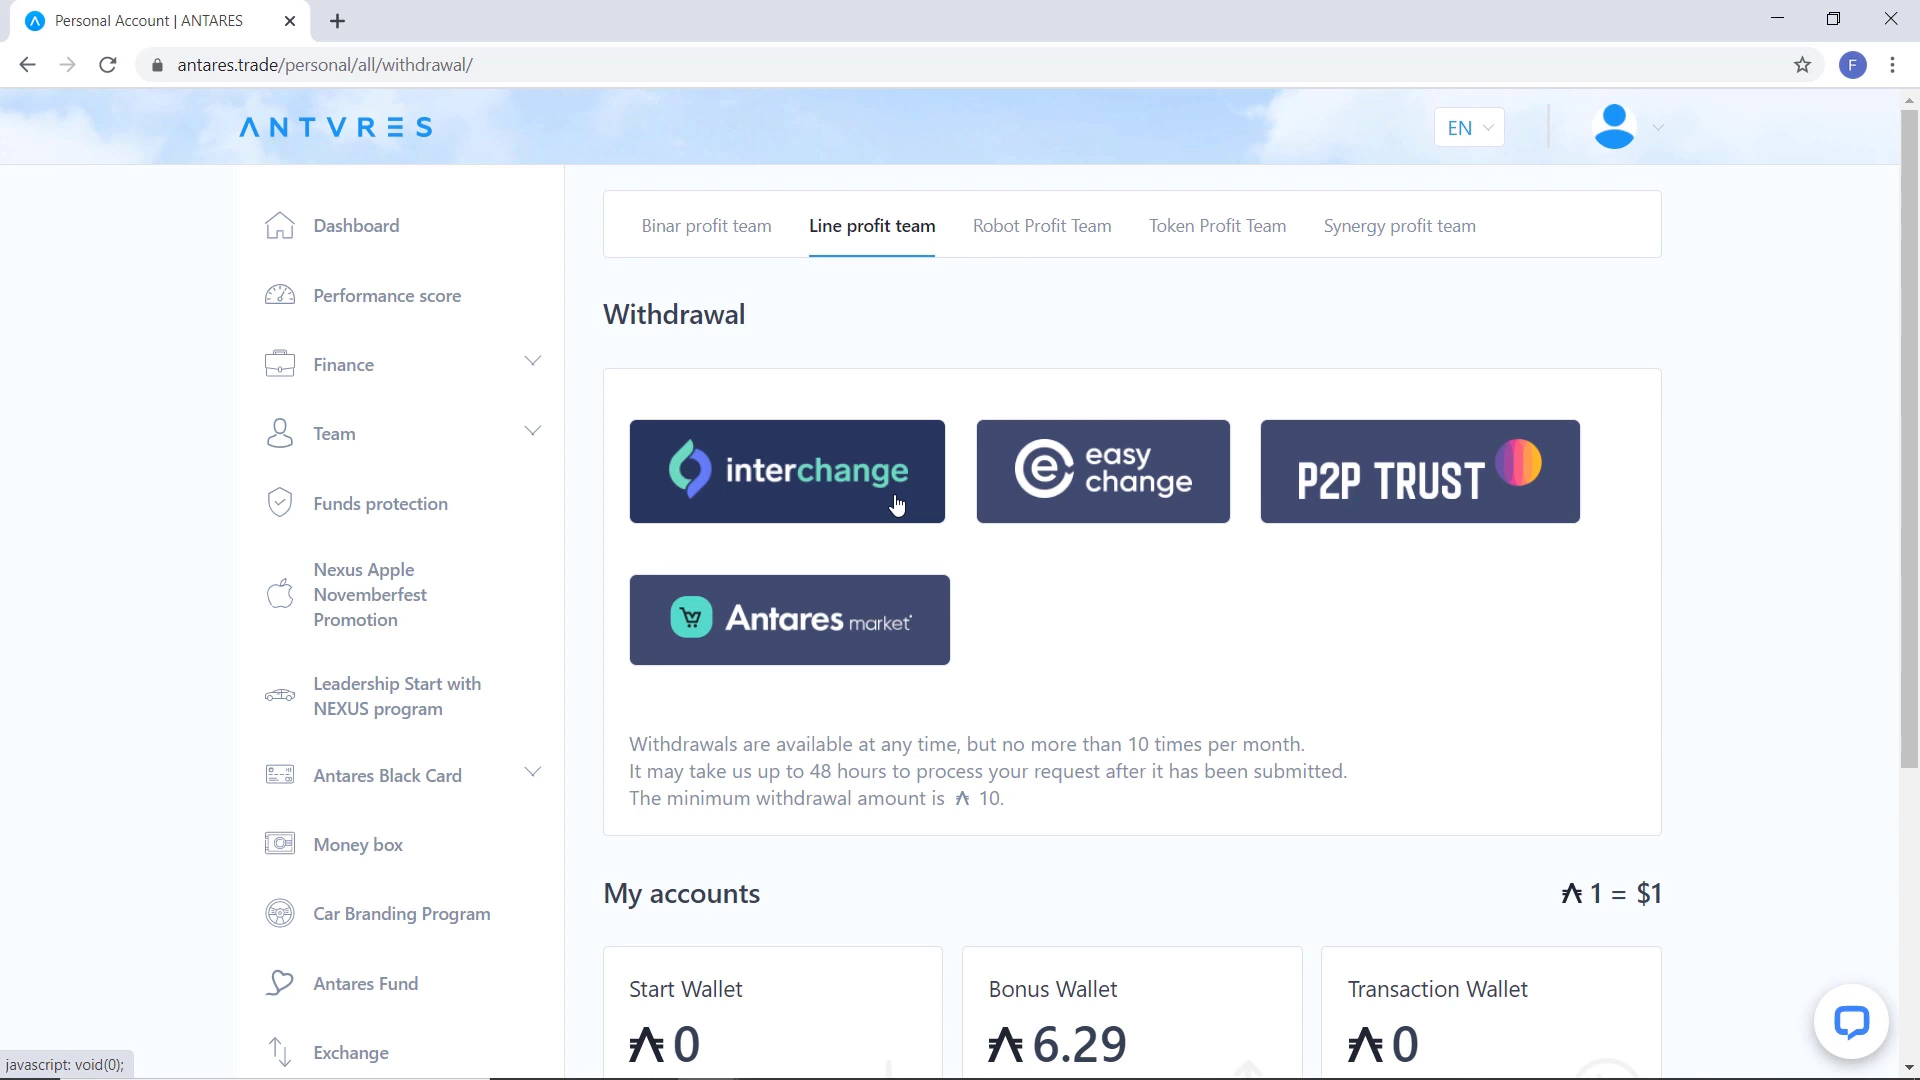 Personal Account | ANTARES
antares.trade/personal/all/withdrawal/
F
ANTVRES
EN
Dashboard
Performance score
Finance
Team
Funds protection
Nexus Apple
Novemberfest
Promotion
Leadership Start with
NEXUS program
Antares Black Card
Money box
Car Branding Program
Antares Fund
Exchange
Binar profit team
Line profit team
Robot Profit Team
Token Profit Team
Synergy profit team
Withdrawal
interchange
easy
change
P2P TRUST
Antares market
Withdrawals are available at any time, but no more than 10 times per month.
It may take us up to 48 hours to process your request after it has been submitted.
The minimum withdrawal amount is 10.
My accounts
1 = $1
Start Wallet
0
Bonus Wallet
6.29
Transaction Wallet
0
javascript: void(0);